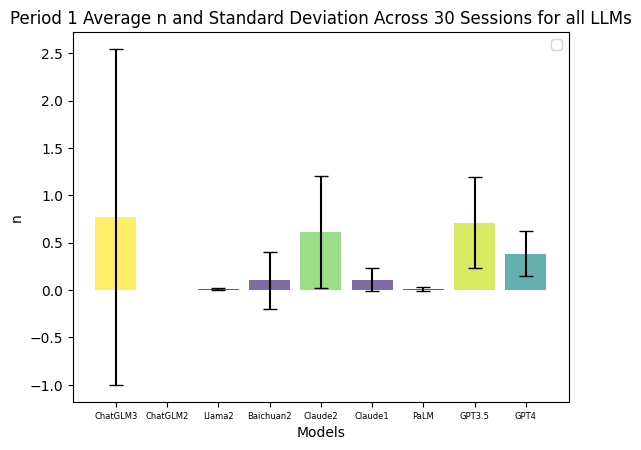 Period 1 Average n and Standard Deviation Across 30 Sessions for all LLMs
2.5
2.0
1.5
1.0
0.5
0.0
−0.5
−1.0
n
ChatGLM3 ChatGLM2 Llama2 Baichuan2 Claude2 Claude1 PaLM GPT3.5 GPT4
Models